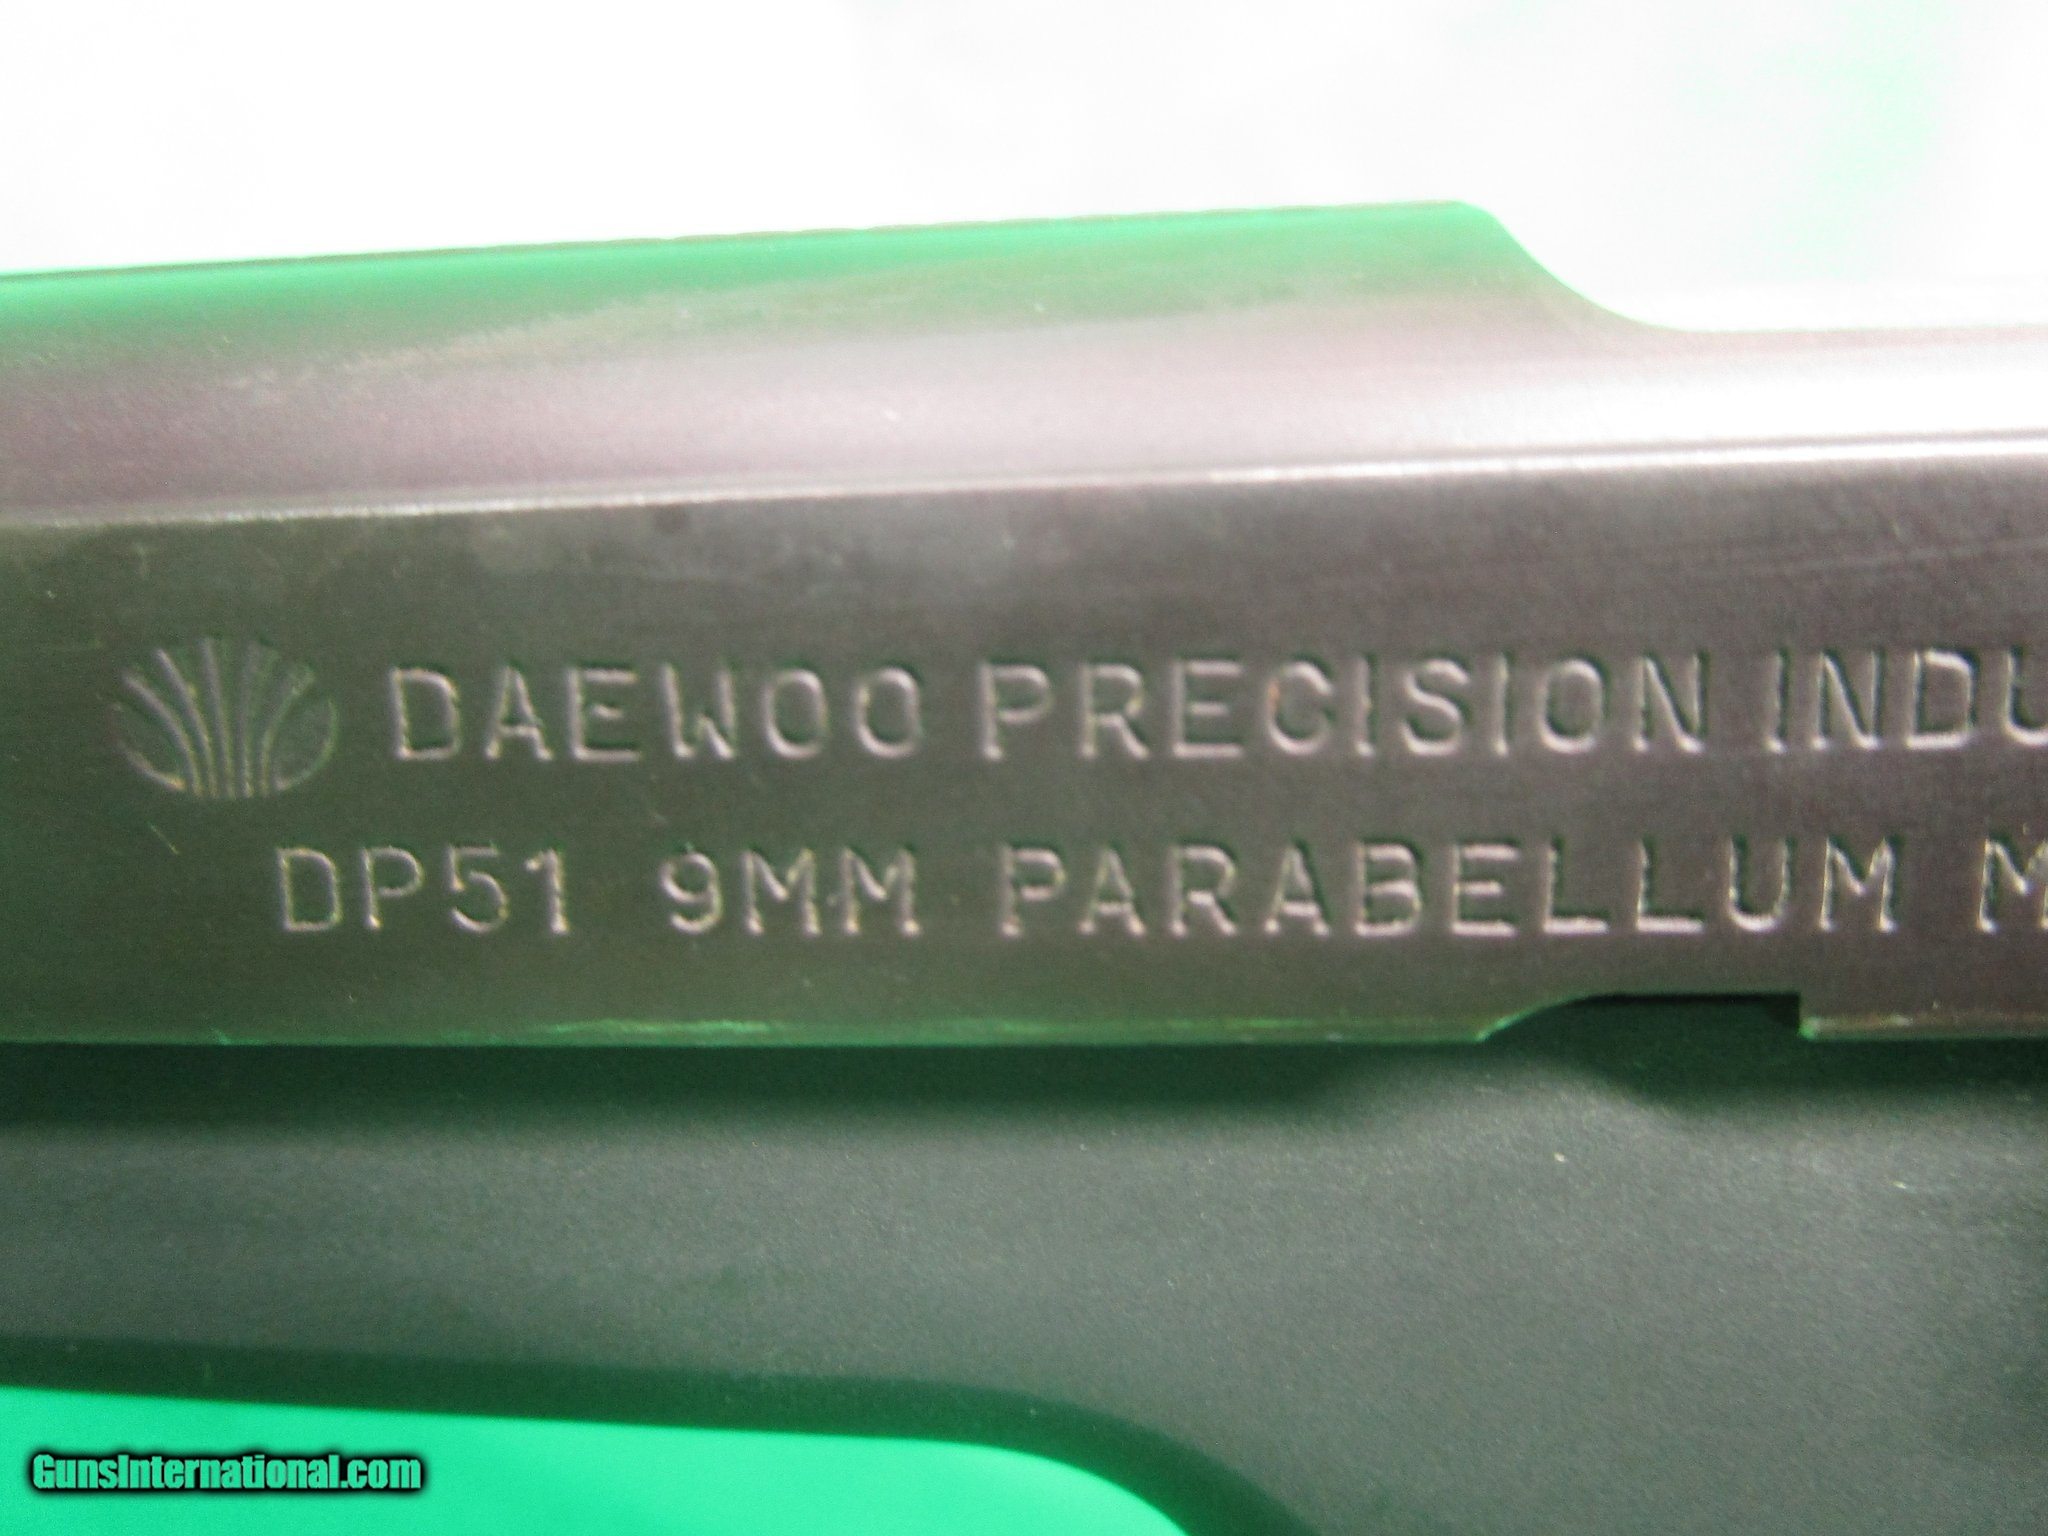 DAEWOO PRECISION INDU
DP51 9MM PARABELLUM M
GunsInternational.com